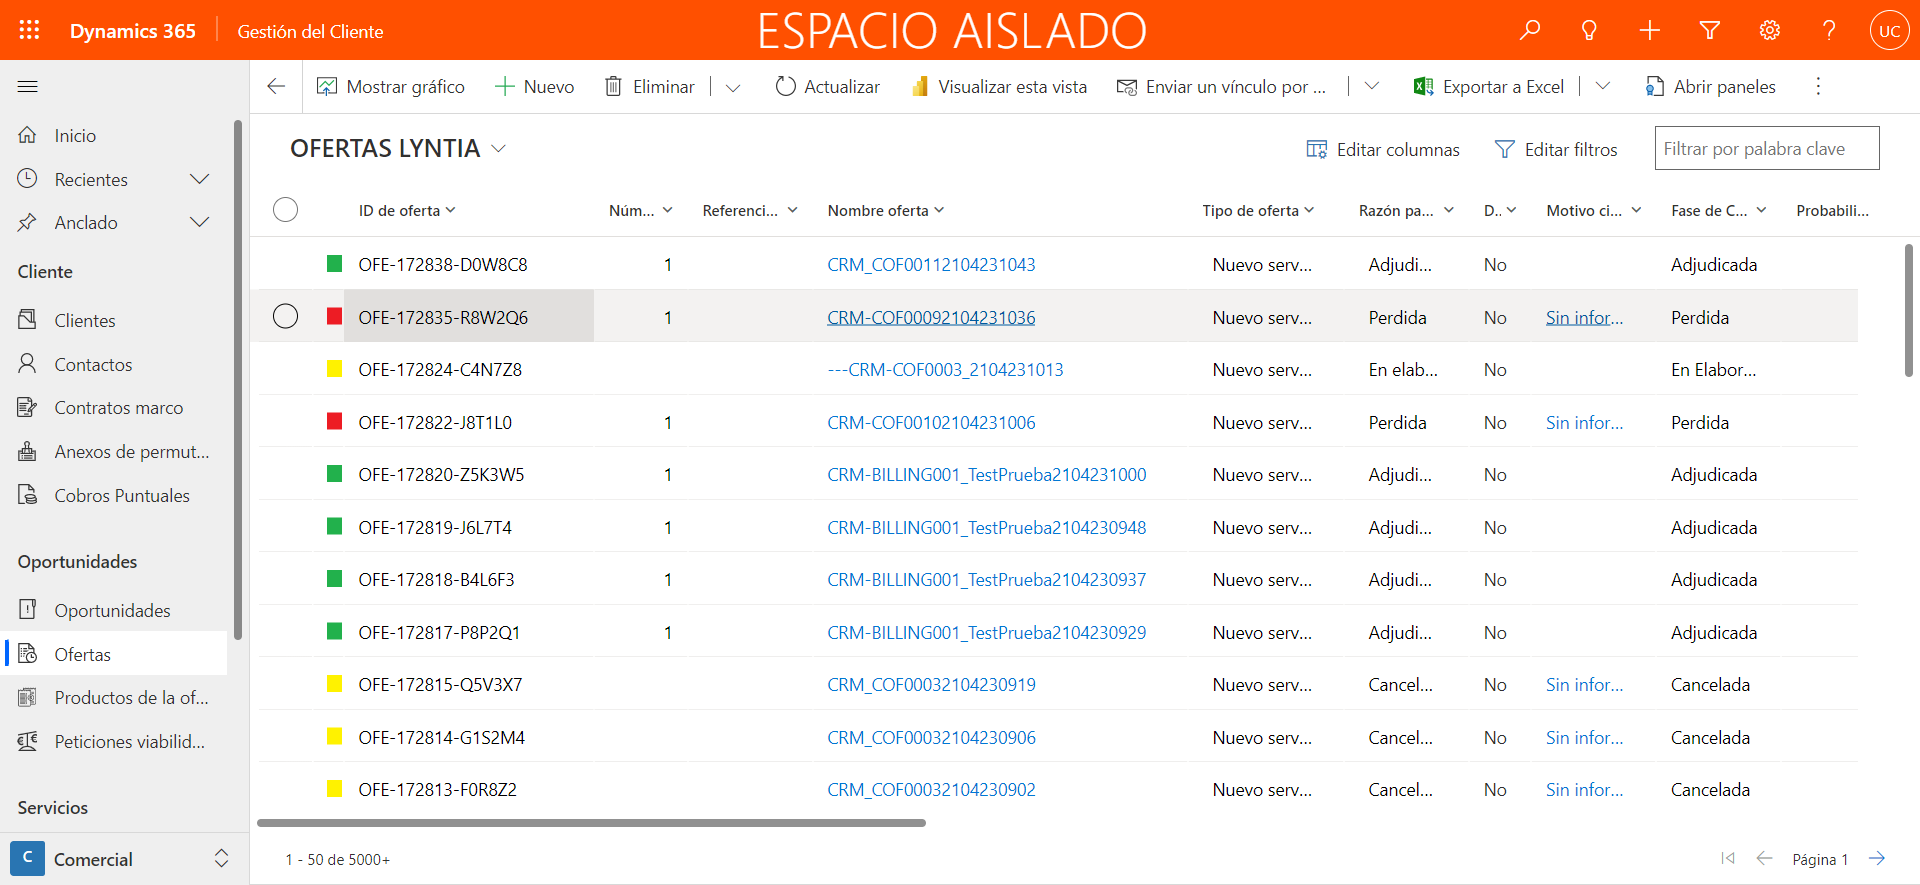 Dynamics 365 Gestión del Cliente ESPACIO AISLADO UC
Mostrar gráfico Nuevo Eliminar Actualizar Visualizar esta vista Enviar un vínculo por ... Exportar a Excel Abrir paneles
Inicio
Recientes
Anclado
Cliente
Clientes
Contactos
Contratos marco
Anexos de permut...
Cobros Puntuales
Oportunidades
Oportunidades
Ofertas
Productos de la of...
Peticiones viabilid...
Servicios
C Comercial
OFERTAS LYNTIA Editar columnas Editar filtros Filtrar por palabra clave
ID de oferta Núm... Referenci... Nombre oferta Tipo de oferta Razón pa... D.. Motivo ci... Fase de C... Probabili...
OFE-172838-D0W8C8 1 CRM_COF00112104231043 Nuevo serv... Adjudi... No Adjudicada
OFE-172835-R8W2Q6 1 CRM-COF00092104231036 Nuevo serv... Perdida No Sin infor... Perdida
OFE-172824-C4N7Z8 ---CRM-COF0003_2104231013 Nuevo serv... En elab... No En Elabor...
OFE-172822-J8T1L0 1 CRM-COF00102104231006 Nuevo serv... Perdida No Sin infor... Perdida
OFE-172820-Z5K3W5 1 CRM-BILLING001_TestPrueba2104231000 Nuevo serv... Adjudi... No Adjudicada
OFE-172819-J6L7T4 1 CRM-BILLING001_TestPrueba2104230948 Nuevo serv... Adjudi... No Adjudicada
OFE-172818-B4L6F3 1 CRM-BILLING001_TestPrueba2104230937 Nuevo serv... Adjudi... No Adjudicada
OFE-172817-P8P2Q1 1 CRM-BILLING001_TestPrueba2104230929 Nuevo serv... Adjudi... No Adjudicada
OFE-172815-Q5V3X7 CRM_COF00032104230919 Nuevo serv... Cancel... No Sin infor... Cancelada
OFE-172814-G1S2M4 CRM_COF00032104230906 Nuevo serv... Cancel... No Sin infor... Cancelada
OFE-172813-F0R8Z2 CRM_COF00032104230902 Nuevo serv... Cancel... No Sin infor... Cancelada
1 - 50 de 5000+ Página 1